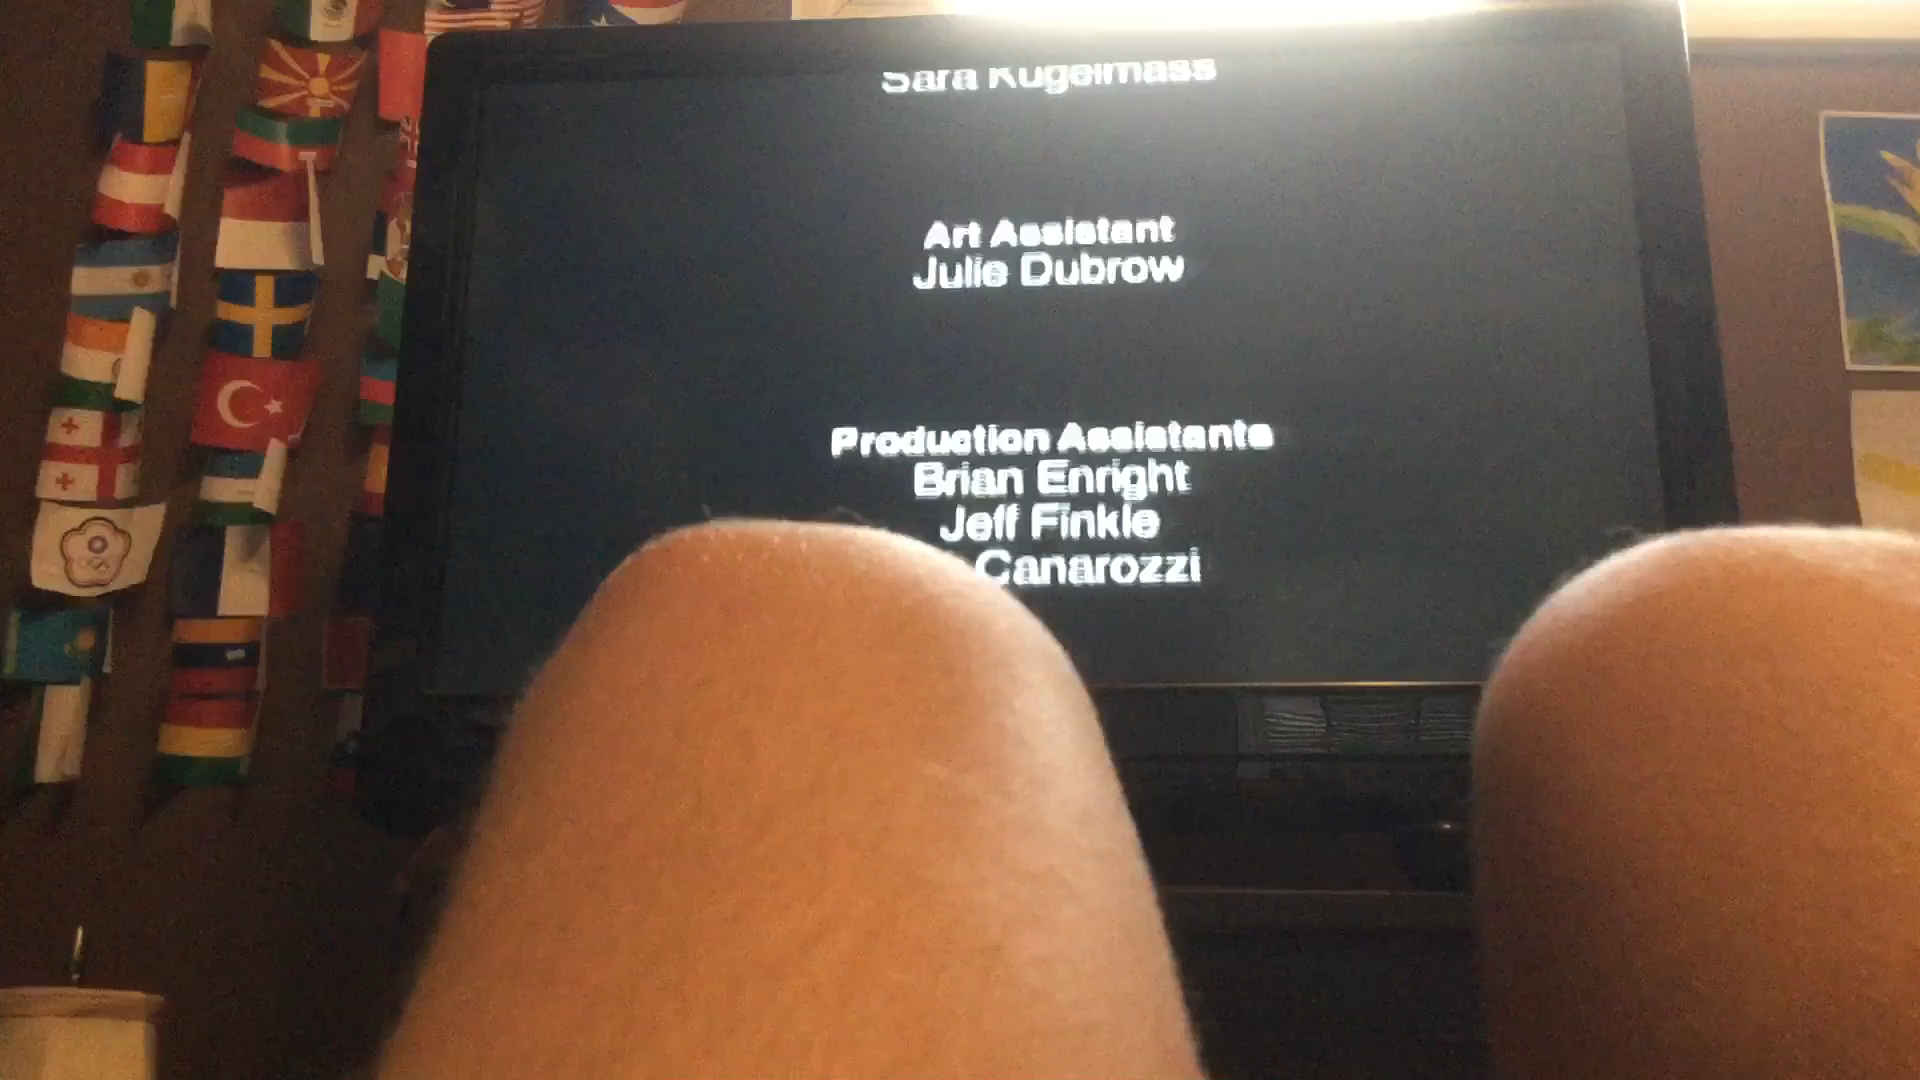 Sara Kugelmass
Art Assistant
Julie Dubrow
Production Assistants
Brian Enright
Jeff Finkle
Canarozzi